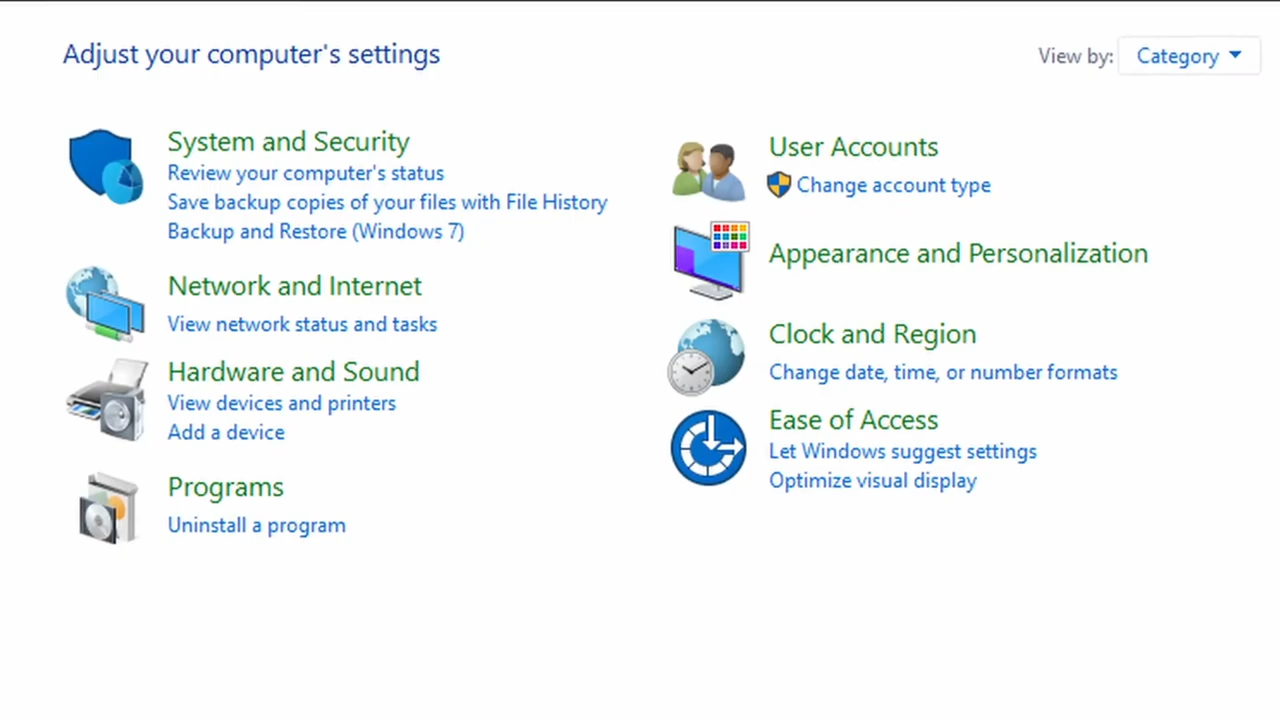 Adjust your computer's settings
View by: Category
System and Security
Review your computer's status
Save backup copies of your files with File History
Backup and Restore (Windows 7)
Network and Internet
View network status and tasks
Hardware and Sound
View devices and printers
Add a device
Programs
Uninstall a program
User Accounts
Change account type
Appearance and Personalization
Clock and Region
Change date, time, or number formats
Ease of Access
Let Windows suggest settings
Optimize visual display